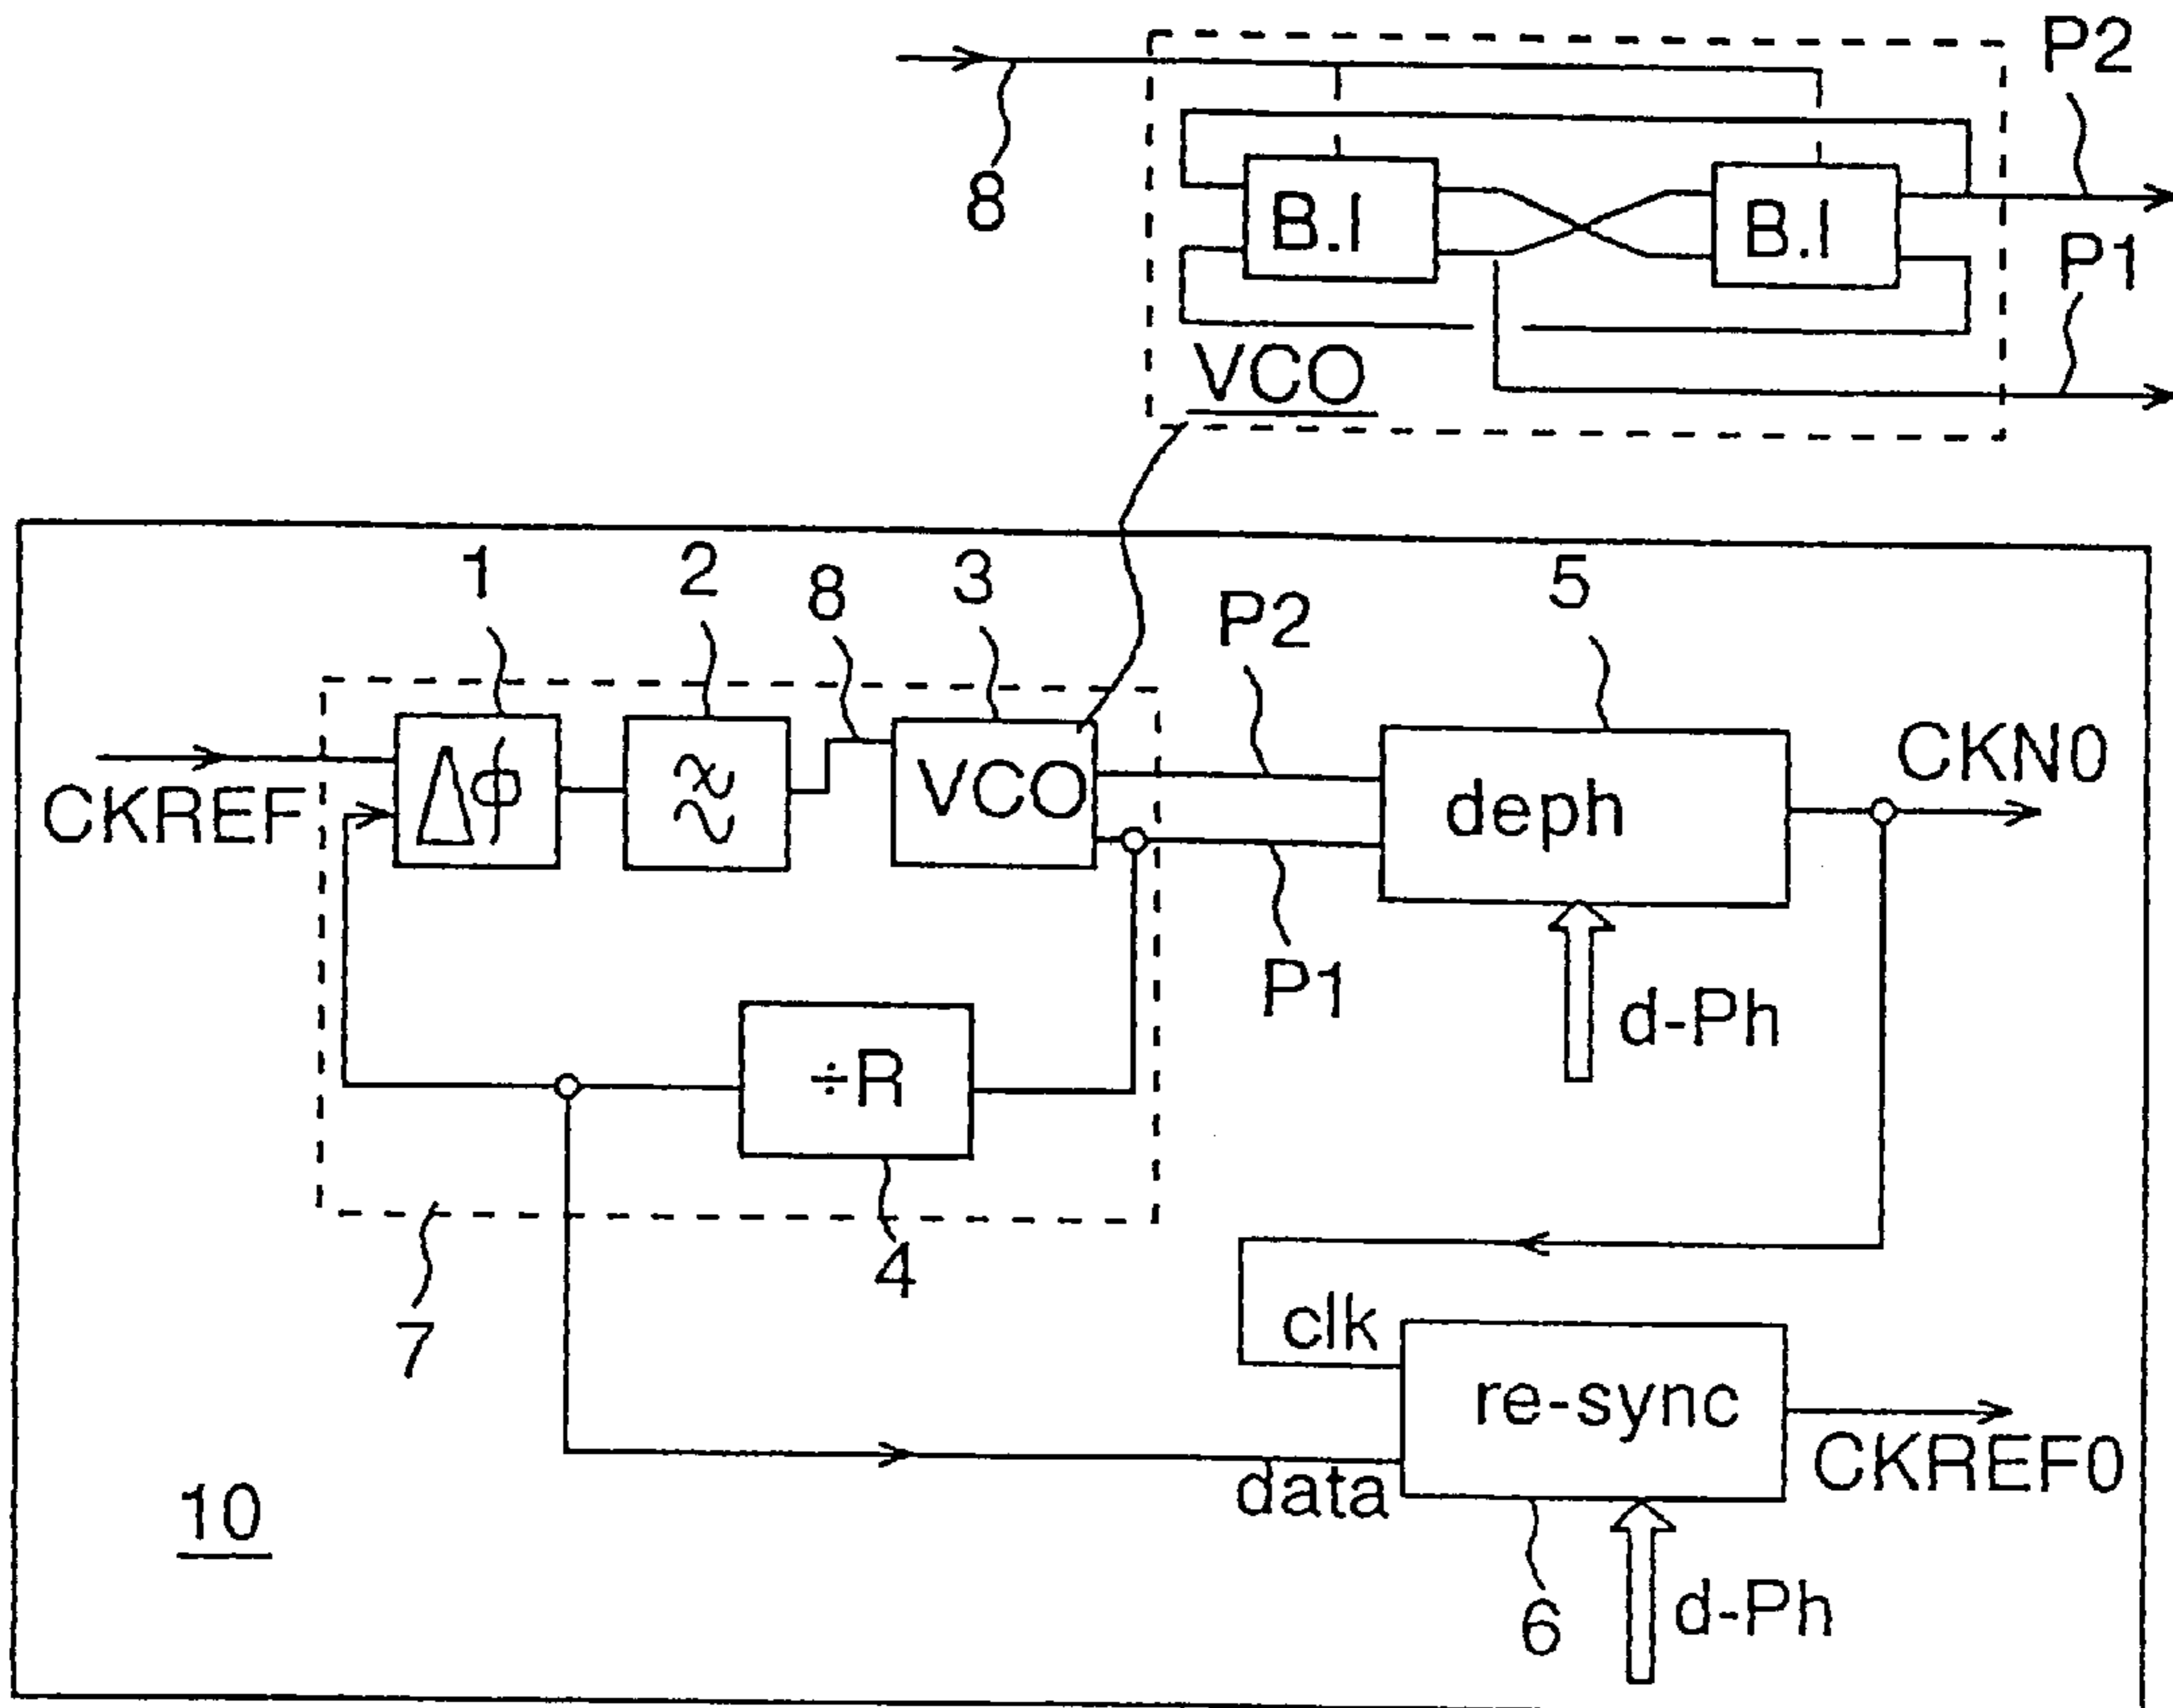 P2
8
B.I
B.I
P1
VCO
1
2
8
3
P2
5
CKREF
Δϕ
≈
VCO
deph
CKN0
P1
d-Ph
÷R
4
7
clk
re-sync
data
CKREF0
10
6
d-Ph